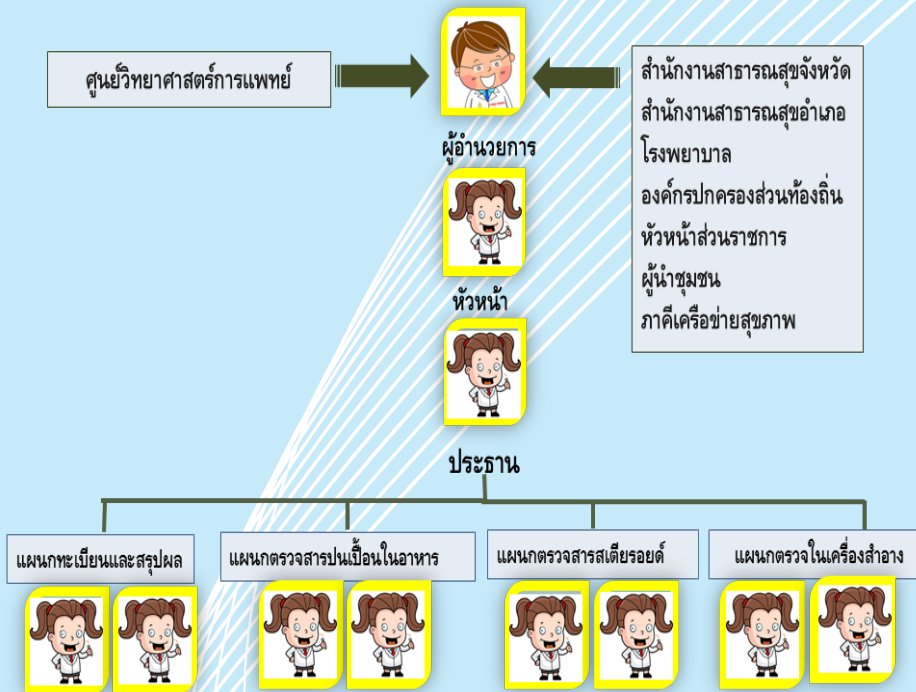 ศูนย์วิทยาศาสตร์การแพทย์
สำนักงานสาธารณสุขจังหวัด
สำนักงานสาธารณสุขอำเภอ
โรงพยาบาล
องค์กรปกครองส่วนท้องถิ่น
หัวหน้าส่วนราชการ
ผู้นำชุมชน
ภาคีเครือข่ายสุขภาพ
ผู้อำนวยการ
หัวหน้า
ประธาน
แผนกทะเบียนและสรุปผล
แผนกตรวจสารปนเปื้อนในอาหาร
แผนกตรวจสารสเตียรอยด์
แผนกตรวจในเครื่องสำอาง